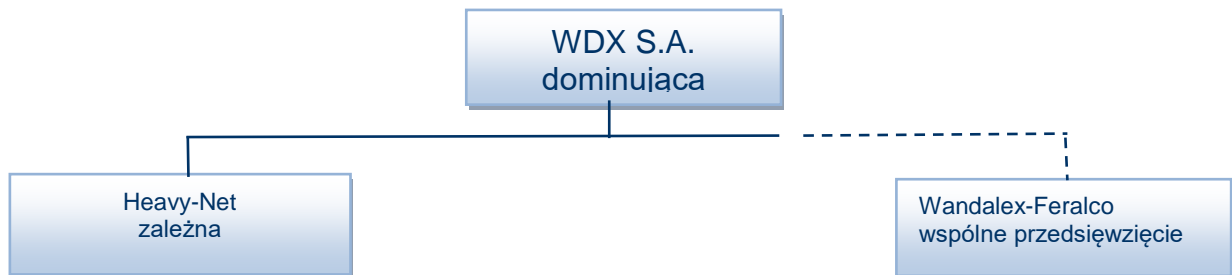 WDX S.A.
dominująca
Heavy-Net
zależna
Wandalex-Feralco
wspólne przedsięwzięcie